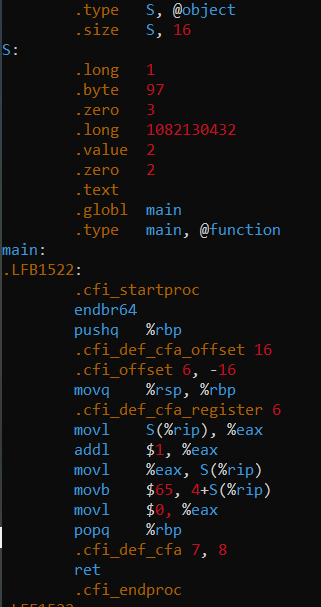 .type S, @object
.size S, 16
S:
.long 1
.byte 97
.zero 3
.long 1082130432
.value 2
.zero 2
.text
.globl main
.type main, @function
main:
.LFB1522:
.cfi_startproc
endbr64
pushq %rbp
.cfi_def_cfa_offset 16
.cfi_offset 6, -16
movq %rsp, %rbp
.cfi_def_cfa_register 6
movl S(%rip), %eax
addl $1, %eax
movl %eax, S(%rip)
movb $65, 4+S(%rip)
movl $0, %eax
popq %rbp
.cfi_def_cfa 7, 8
ret
.cfi_endproc